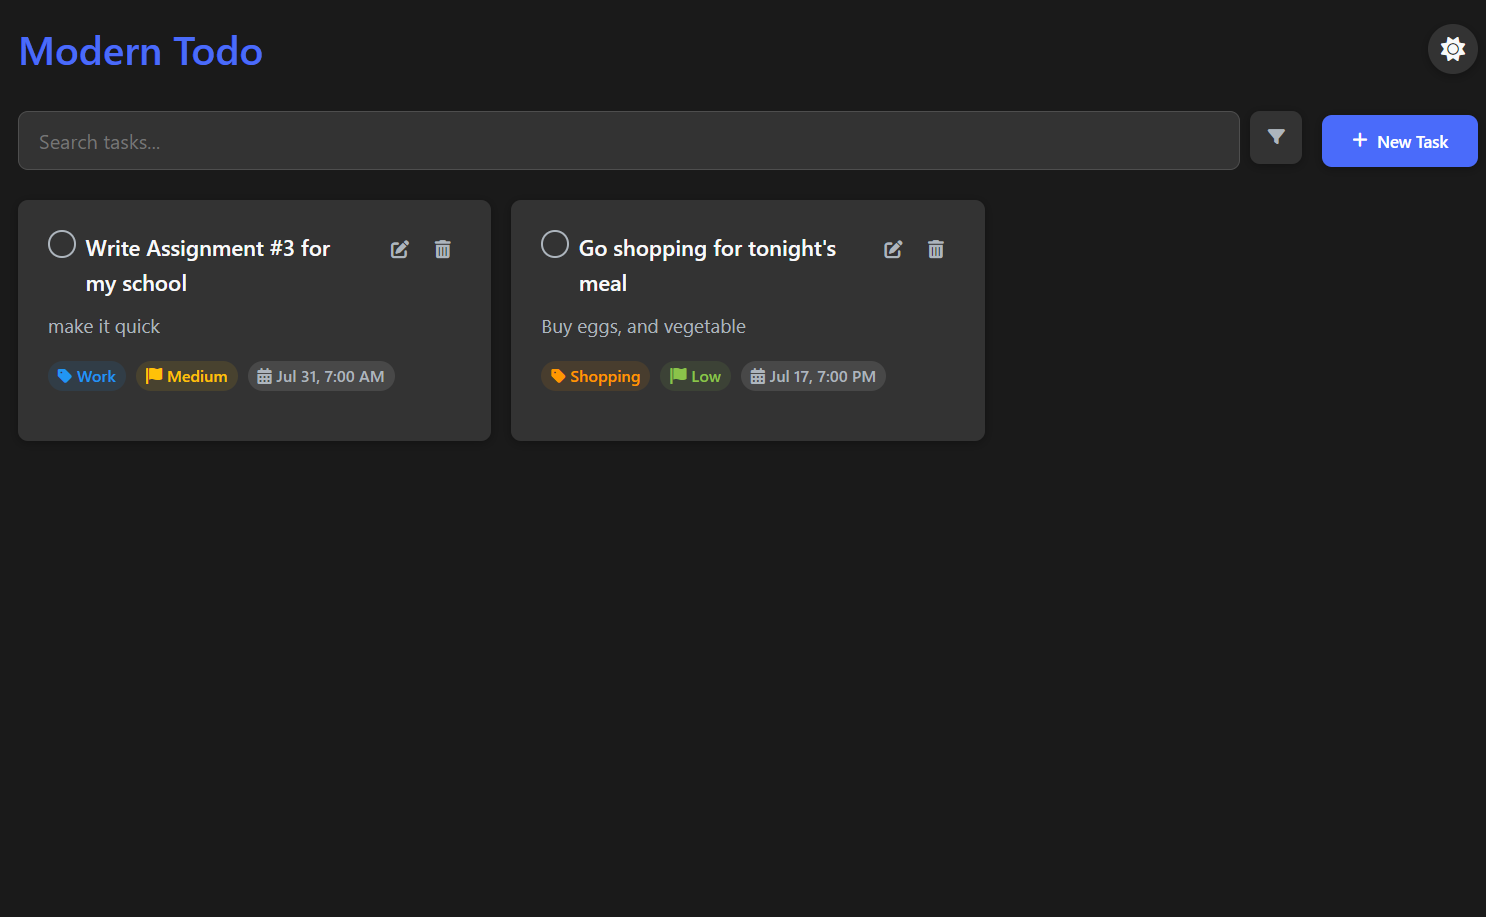 Modern Todo
Search tasks...
New Task
Write Assignment #3 for
my school
make it quick
Work
Medium
Jul 31, 7:00 AM
Go shopping for tonight's
meal
Buy eggs, and vegetable
Shopping
Low
Jul 17, 7:00 PM